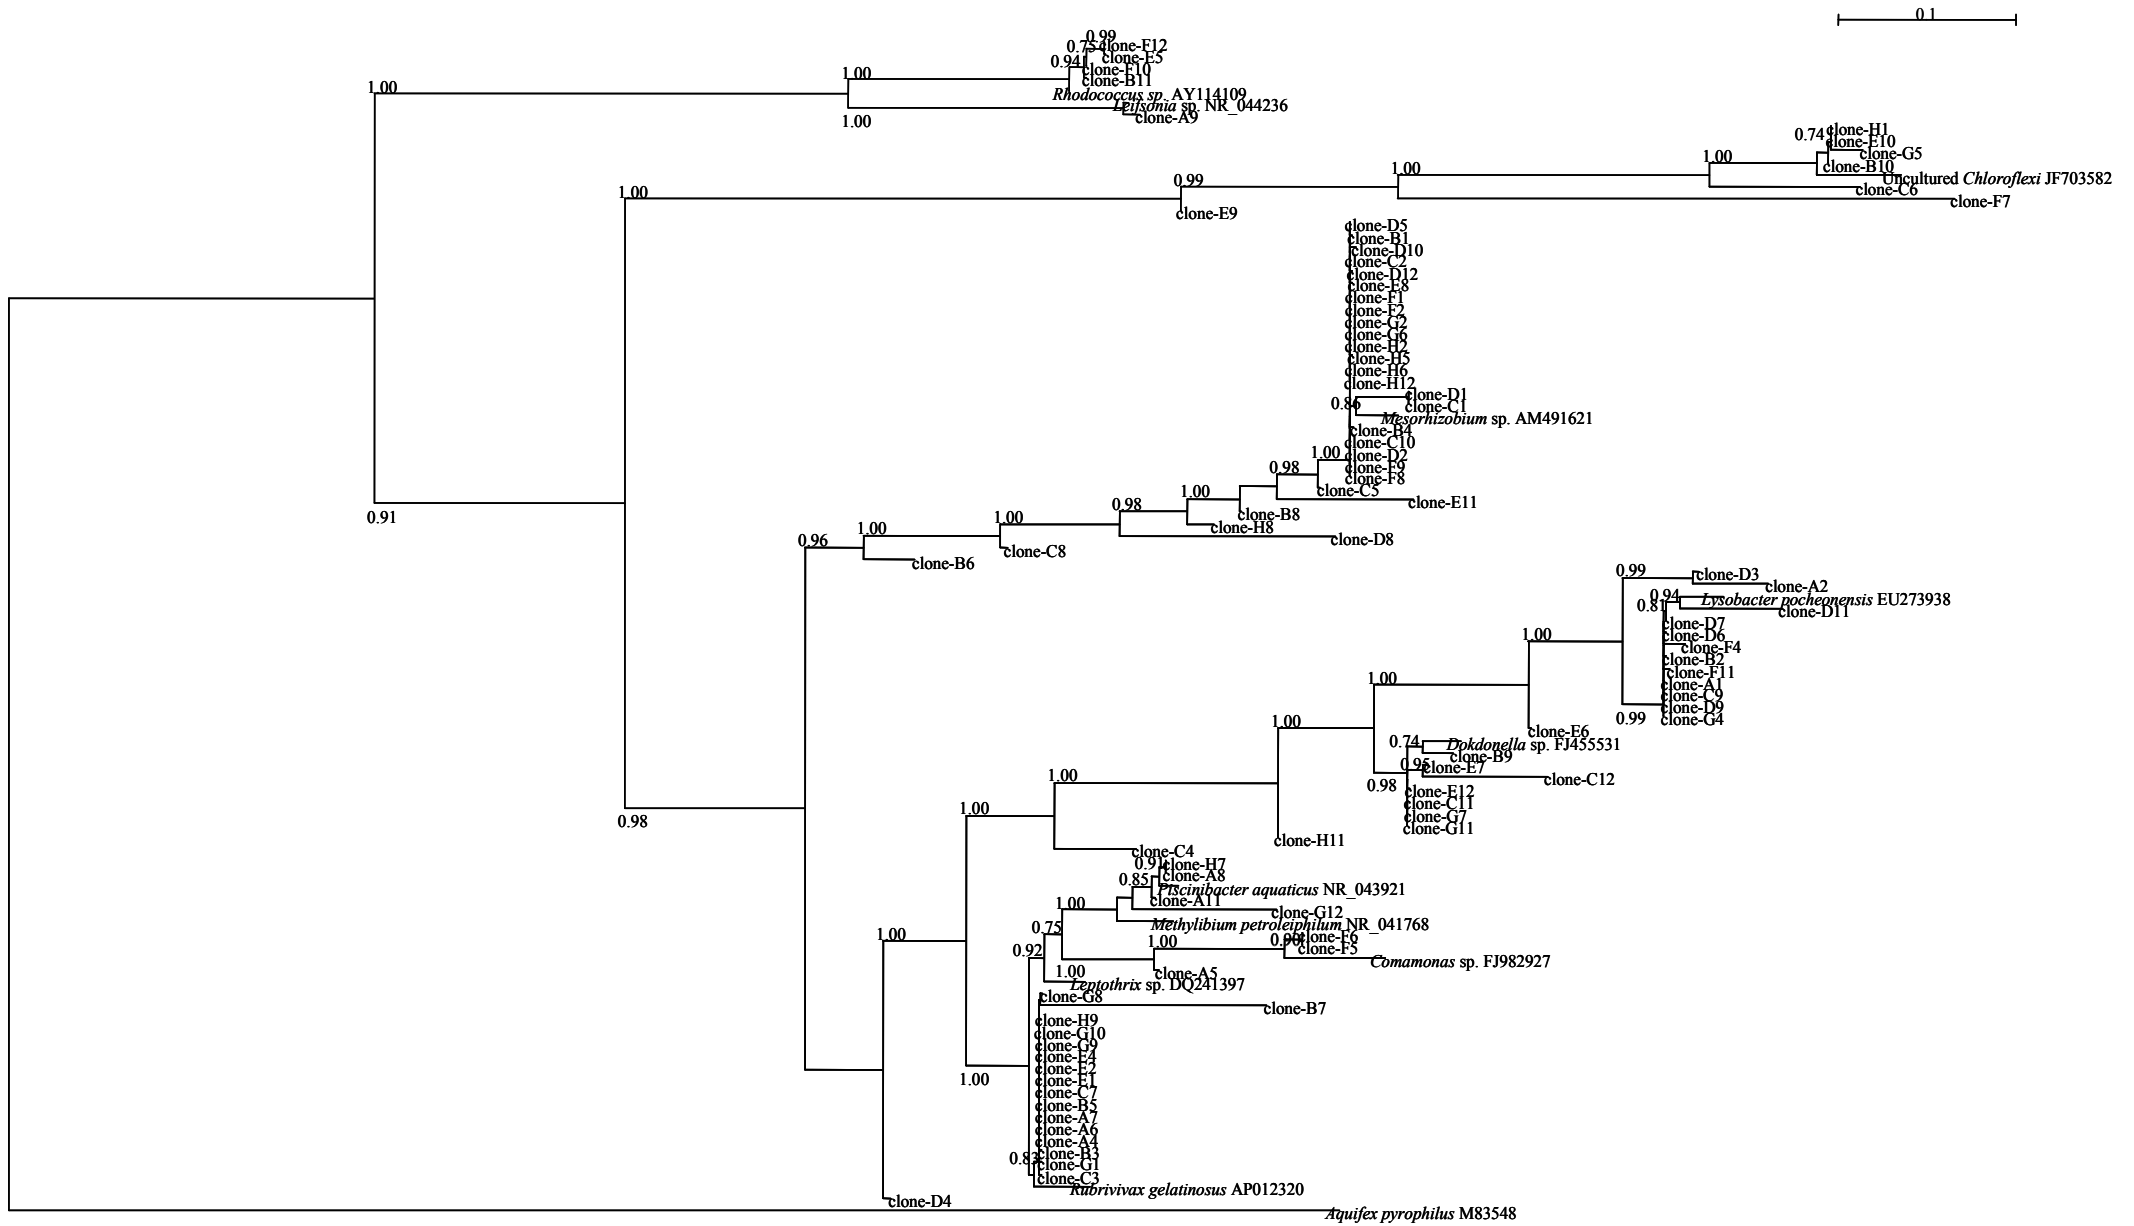 0.1
0.99
0.75
clone-F12
clone-E5
0.941
clone-F10
1.00
1.00
clone-B11
Rhodococcus sp. AY114109
Leifsonia sp. NR_044236
1.00
clone-A9
0.74
clone-H1
clone-E10
clone-G5
1.00
1.00
clone-B10
0.99
Uncultured Chloroflexi JF703582
1.00
clone-C6
clone-F7
clone-E9
clone-D5
clone-B1
clone-D10
clone-C2
clone-D12
clone-E8
clone-F1
clone-F2
clone-G2
clone-G6
clone-H2
clone-H5
clone-H6
clone-H12
clone-D1
0.86
clone-C1
Mesorhizobium sp. AM491621
clone-B4
clone-C10
1.00
clone-D2
0.98
clone-F9
clone-F8
1.00
clone-C5
0.98
clone-E11
0.91
1.00
clone-B8
1.00
clone-H8
0.96
clone-D8
clone-C8
clone-B6
0.99
clone-D3
clone-A2
0.94
Lysobacter pocheonensis EU273938
0.81
clone-D11
clone-D7
1.00
clone-D6
clone-F4
clone-B2
clone-F11
1.00
clone-A1
clone-C9
clone-D9
0.99
clone-G4
1.00
clone-E6
0.74
Dokdonella sp. FJ455531
clone-B9
0.95
clone-E7
1.00
clone-C12
0.98
clone-E12
clone-C11
1.00
0.98
clone-G7
clone-G11
clone-H11
clone-C4
0.91
clone-H7
0.85
clone-A8
Piscinibacter aquaticus NR_043921
1.00
clone-A11
clone-G12
0.75
Methylibium petroleiphilum NR_041768
1.00
1.00
0.90
clone-F6
0.92
clone-F5
Comamonas sp. FJ982927
1.00
clone-A5
Leptothrix sp. DQ241397
clone-G8
clone-B7
clone-H9
clone-G10
clone-G9
clone-E4
clone-E2
1.00
clone-E1
clone-C7
clone-B5
clone-A7
clone-A6
clone-A4
clone-B3
0.83
clone-G1
clone-C3
Rubrivivax gelatinosus AP012320
clone-D4
Aquifex pyrophilus M83548